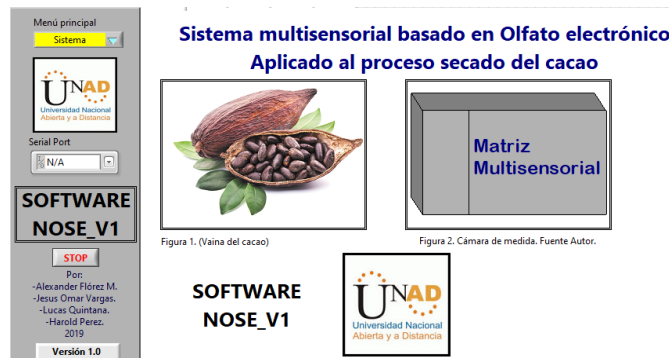 Menú principal
Sistema
UNAD
Universidad Nacional
Abierta y a Distancia
Serial Port
N/A
SOFTWARE
NOSE_V1
STOP
Por:
-Alexander Flórez M.
-Jesus Omar Vargas.
-Lucas Quintana.
-Harold Perez.
2019
Versión 1.0
Sistema multisensorial basado en Olfato electrónico
Aplicado al proceso secado del cacao
Matriz
Multisensorial
Figura 1. (Vaina del cacao)
Figura 2. Cámara de medida. Fuente Autor.
SOFTWARE
NOSE_V1
UNAD
Universidad Nacional
Abierta y a Distancia